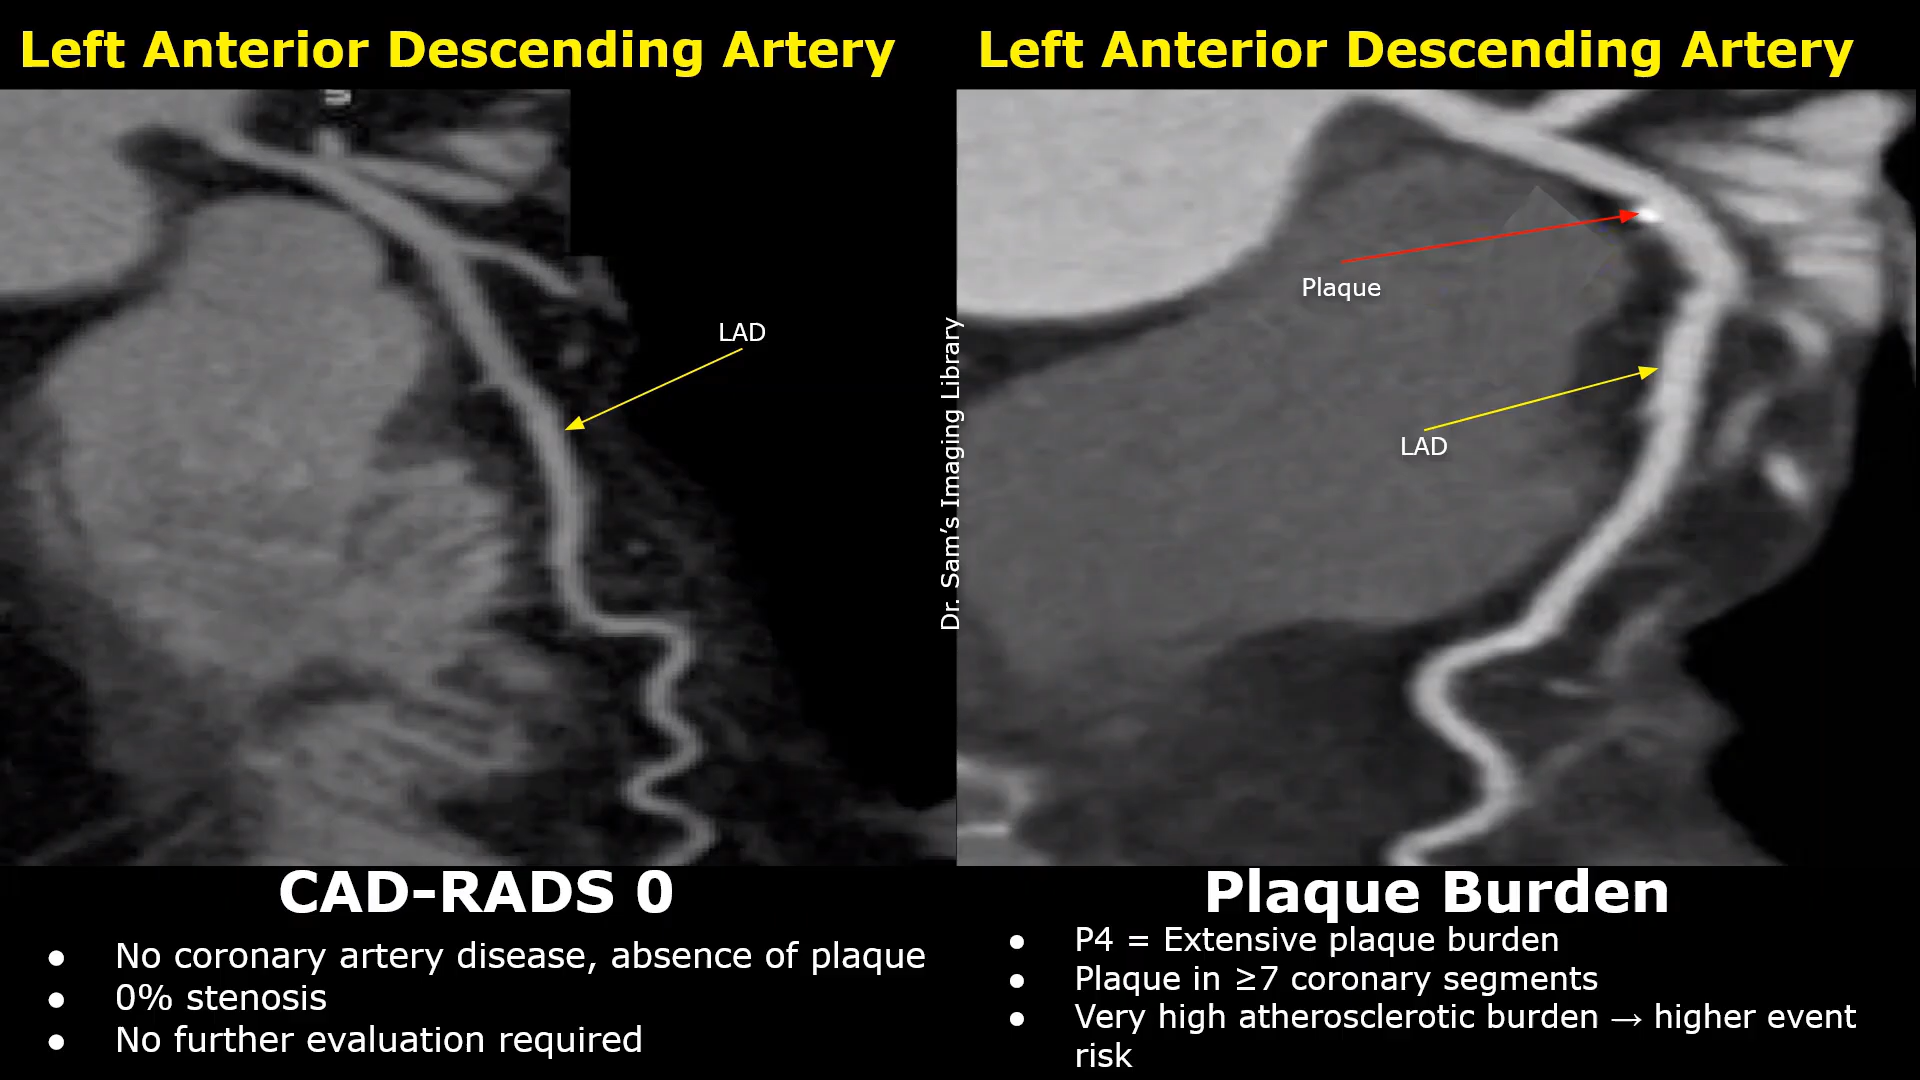 Left Anterior Descending Artery
LAD
CAD-RADS 0
● No coronary artery disease, absence of plaque
● 0% stenosis
● No further evaluation required
Dr. Sam’s Imaging Library
Left Anterior Descending Artery
Plaque
LAD
Plaque Burden
● P4 = Extensive plaque burden
● Plaque in ≥7 coronary segments
● Very high atherosclerotic burden → higher event
risk